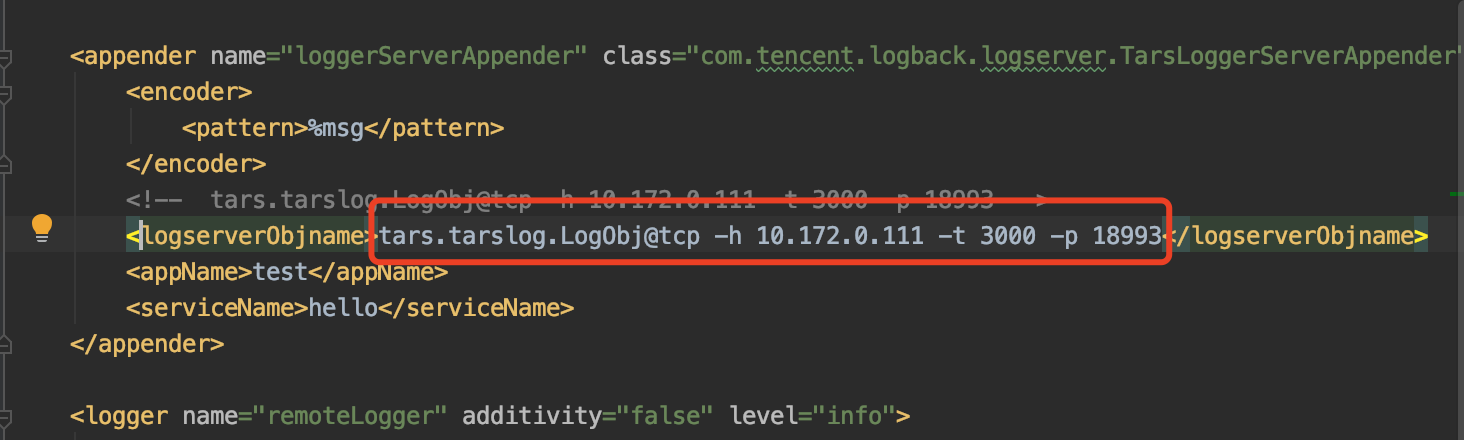 <appender name="loggerServerAppender" class="com.tencent.logback.logserver.TarsLoggerServerAppender"
<encoder>
<pattern>%msg</pattern>
</encoder>
<!-- tars.tarslog.LogObj@tcp -h 10.172.0.111 -t 3000 -p 18993 -->
<logserverObjname>tars.tarslog.LogObj@tcp -h 10.172.0.111 -t 3000 -p 18993</logserverObjname>
<appName>test</appName>
<serviceName>hello</serviceName>
</appender>
<logger name="remoteLogger" additivity="false" level="info">